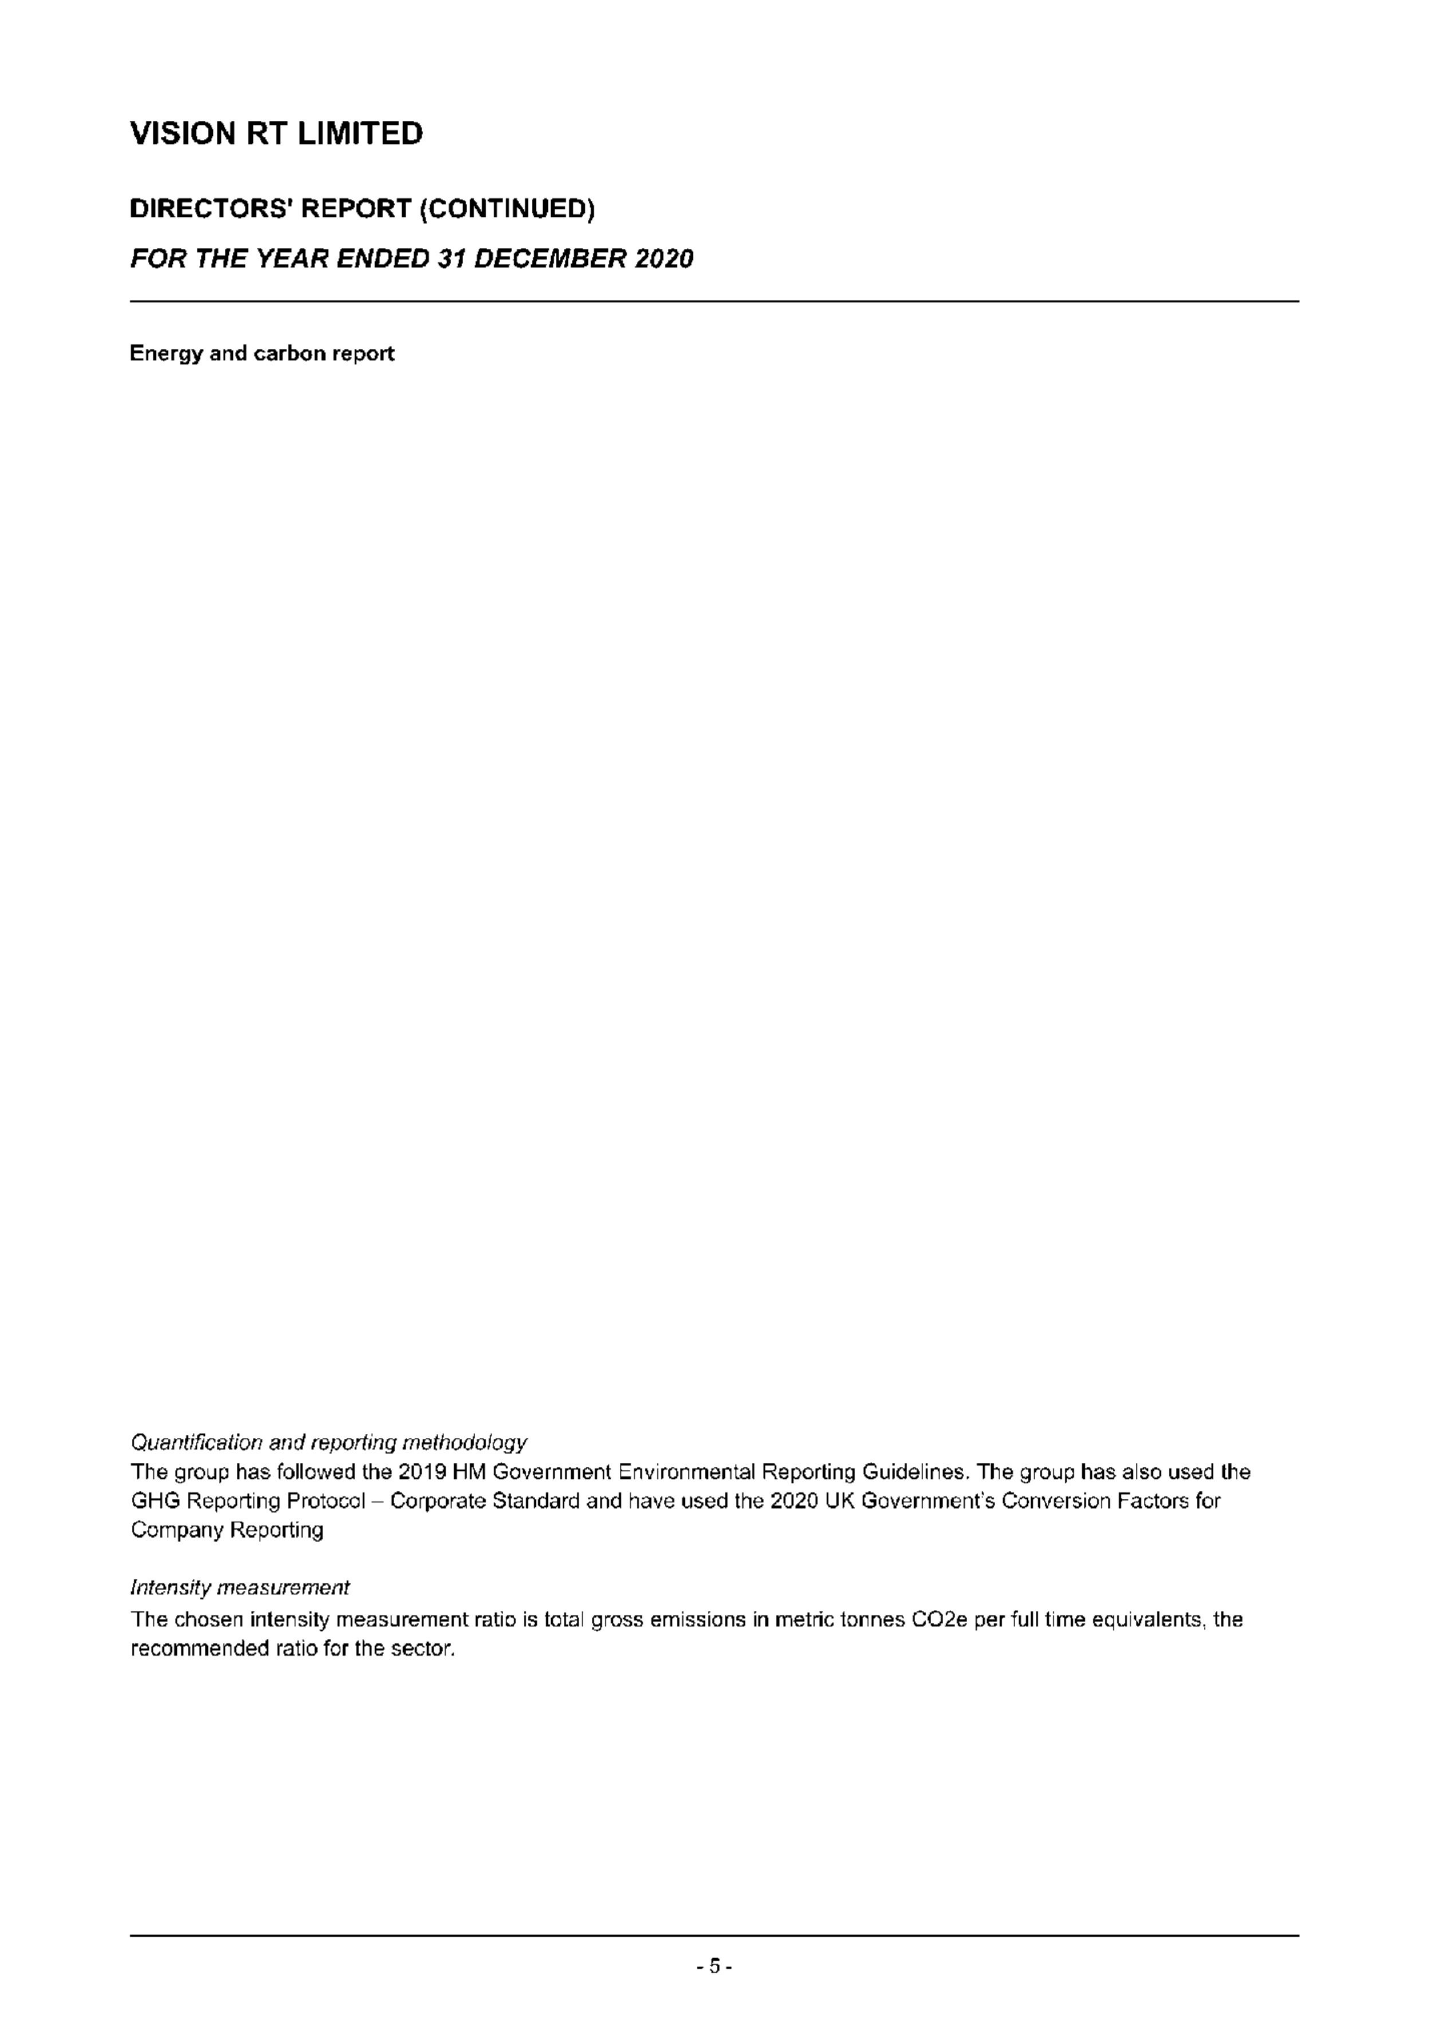 VISION RT LIMITED
DIRECTORS' REPORT (CONTINUED)
FOR THE YEAR ENDED 31 DECEMBER 2020
Energy and carbon report
Quantification and reporting methodology
The group has followed the 2019 HM Government Environmental Reporting Guidelines. The group has also used the
GHG Reporting Protocol – Corporate Standard and have used the 2020 UK Government's Conversion Factors for
Company Reporting
Intensity measurement
The chosen intensity measurement ratio is total gross emissions in metric tonnes CO2e per full time equivalents, the
recommended ratio for the sector.
- 5 -